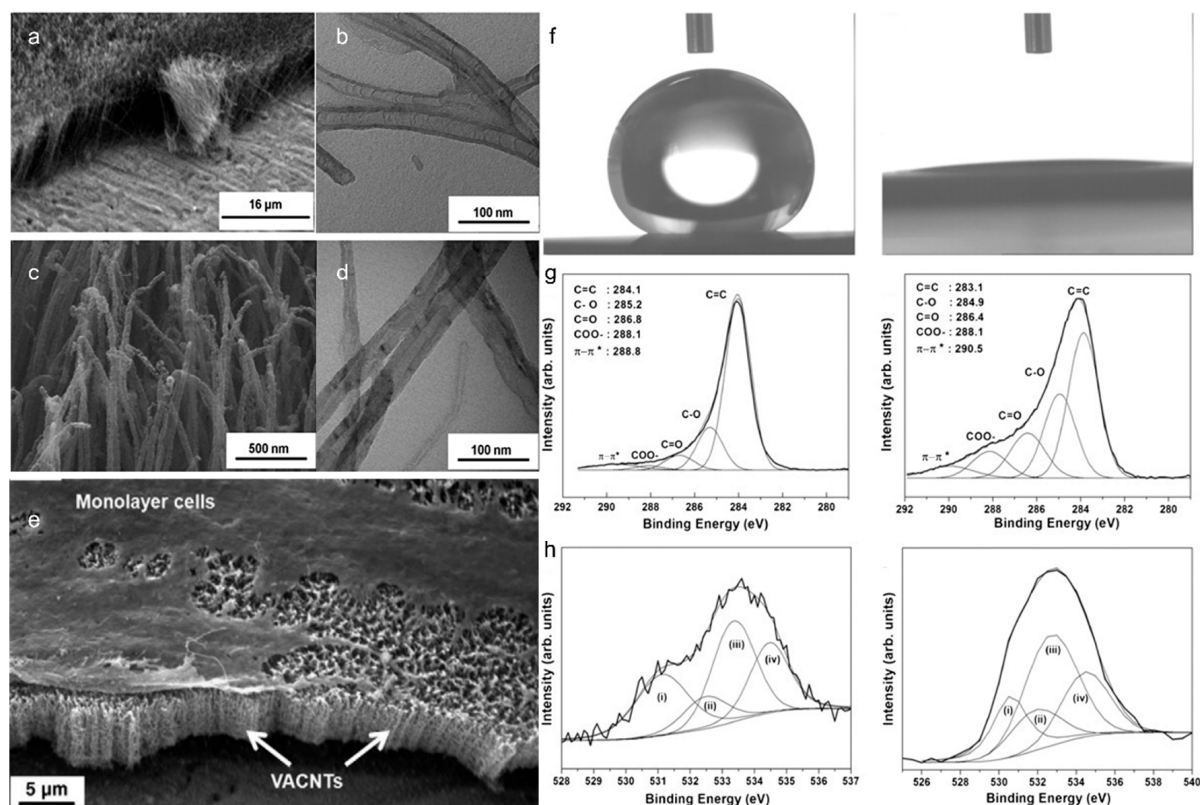 a
16 µm
b
100 nm
c
500 nm
d
100 nm
e
Monolayer cells
VACNTs
5 µm
f
g
C=C : 284.1
C- O : 285.2
C=O : 286.8
COO- : 288.1
π-π* : 288.8
C=C
C-O
C=O
COO-
π-π*
Intensity (arb. units)
292 290 288 286 284 282 280
Binding Energy (eV)
C=C : 283.1
C-O : 284.9
C=O : 286.4
COO- : 288.1
π-π* : 290.5
C=C
C-O
C=O
COO-
π-π*
Intensity (arb. units)
292 290 288 286 284 282 280
Binding Energy (eV)
h
(i)
(ii)
(iii)
(iv)
Intensity (arb. units)
528 529 530 531 532 533 534 535 536 537
Binding Energy (eV)
(i)
(ii)
(iii)
(iv)
Intensity (arb. units)
526 528 530 532 534 536 538 540
Binding Energy (eV)